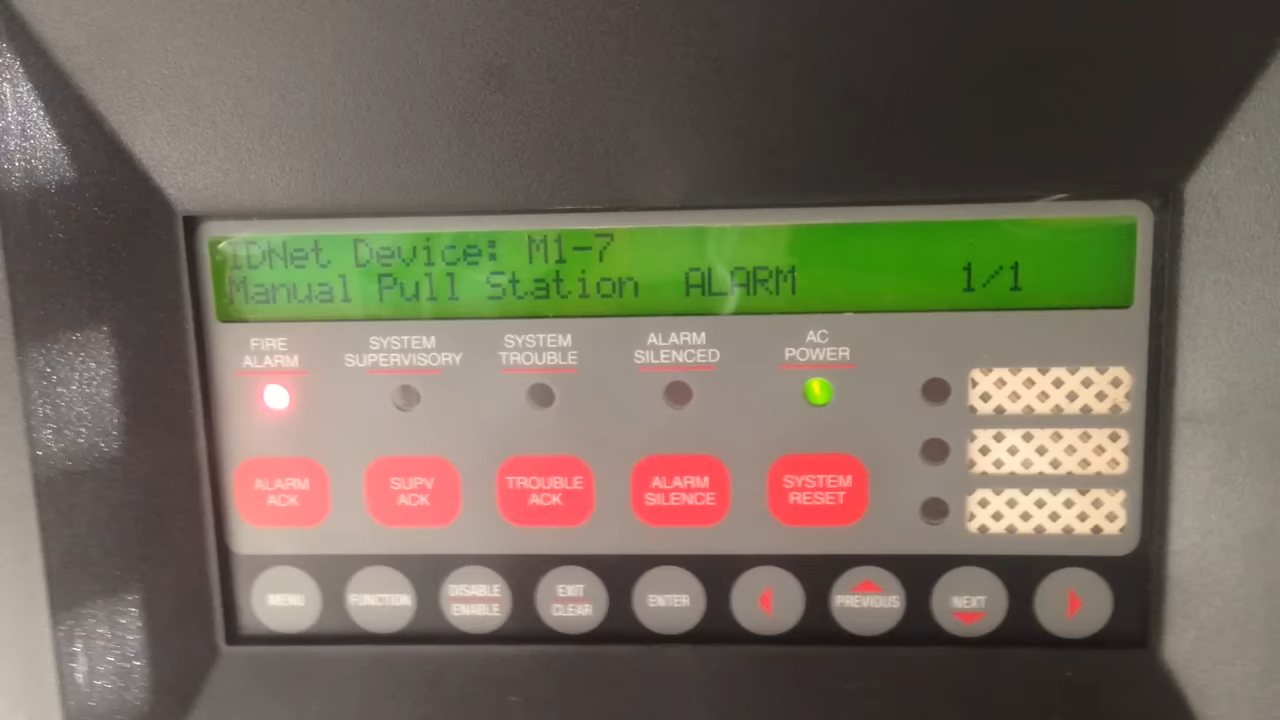 iDNet Device: M1-7
Manual Pull Station ALARM 1/1
FIRE ALARM
SYSTEM SUPERVISORY
SYSTEM TROUBLE
ALARM SILENCED
AC POWER
ALARM ACK
SUPV ACK
TROUBLE ACK
ALARM SILENCE
SYSTEM RESET
MENU
FUNCTION
DISABLE ENABLE
EXIT CLEAR
ENTER
PREVIOUS
NEXT